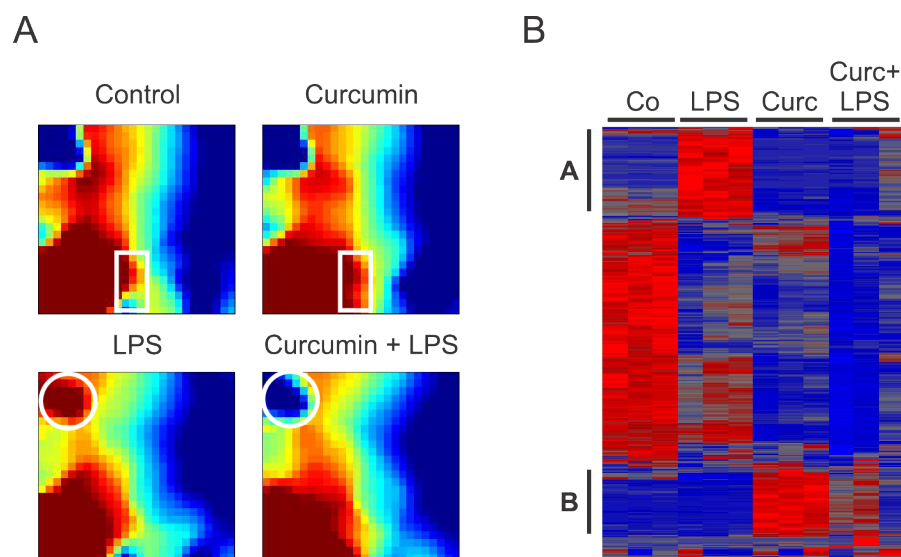 A
Control
Curcumin
LPS
Curcumin + LPS
B
Co
LPS
Curc
Curc+
LPS
A
B